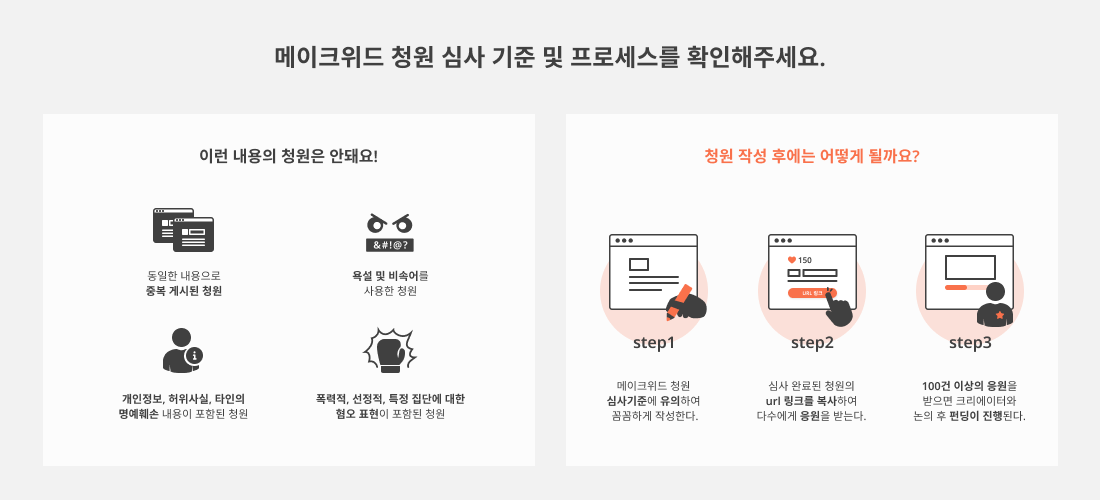 메이크위드 청원 심사 기준 및 프로세스를 확인해주세요.
이런 내용의 청원은 안돼요!
&#!@?
동일한 내용으로
중복 게시된 청원
욕설 및 비속어를
사용한 청원
i
개인정보, 허위사실, 타인의
명예훼손 내용이 포함된 청원
폭력적, 선정적, 특정 집단에 대한
혐오 표현이 포함된 청원
청원 작성 후에는 어떻게 될까요?
step1
메이크위드 청원
심사기준에 유의하여
꼼꼼하게 작성한다.
150
URL 링크
step2
심사 완료된 청원의
url 링크를 복사하여
다수에게 응원을 받는다.
step3
100건 이상의 응원을
받으면 크리에이터와
논의 후 펀딩이 진행된다.